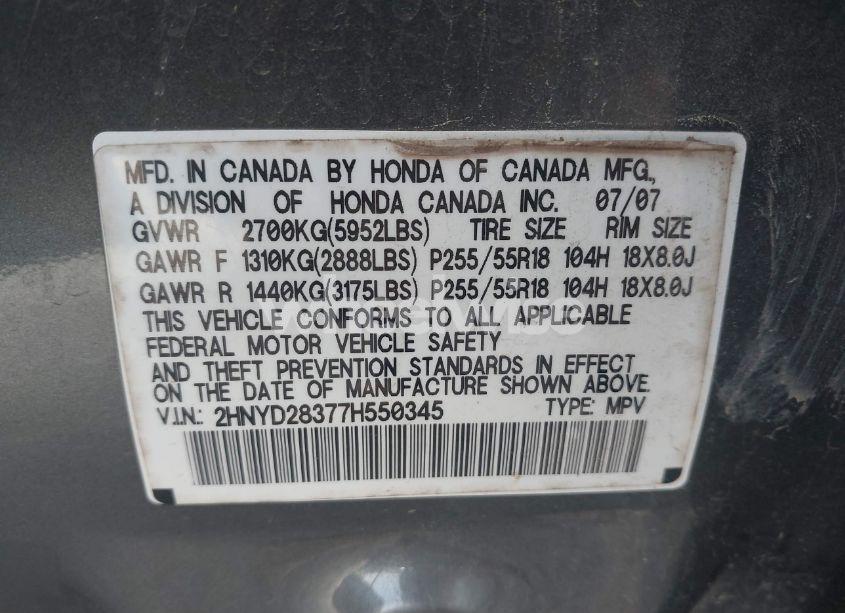 MFD. IN CANADA BY HONDA OF CANADA MFG.,
A DIVISION OF HONDA CANADA INC. 07/07
GVWR 2700KG(5952LBS) TIRE SIZE RIM SIZE
GAWR F 1310KG(2888LBS) P255/55R18 104H 18X8.0J
GAWR R 1440KG(3175LBS) P255/55R18 104H 18X8.0J
THIS VEHICLE CONFORMS TO ALL APPLICABLE
FEDERAL MOTOR VEHICLE SAFETY
AND THEFT PREVENTION STANDARDS IN EFFECT
ON THE DATE OF MANUFACTURE SHOWN ABOVE.
V.I.N.: 2HNYD28377H550345 TYPE: MPV